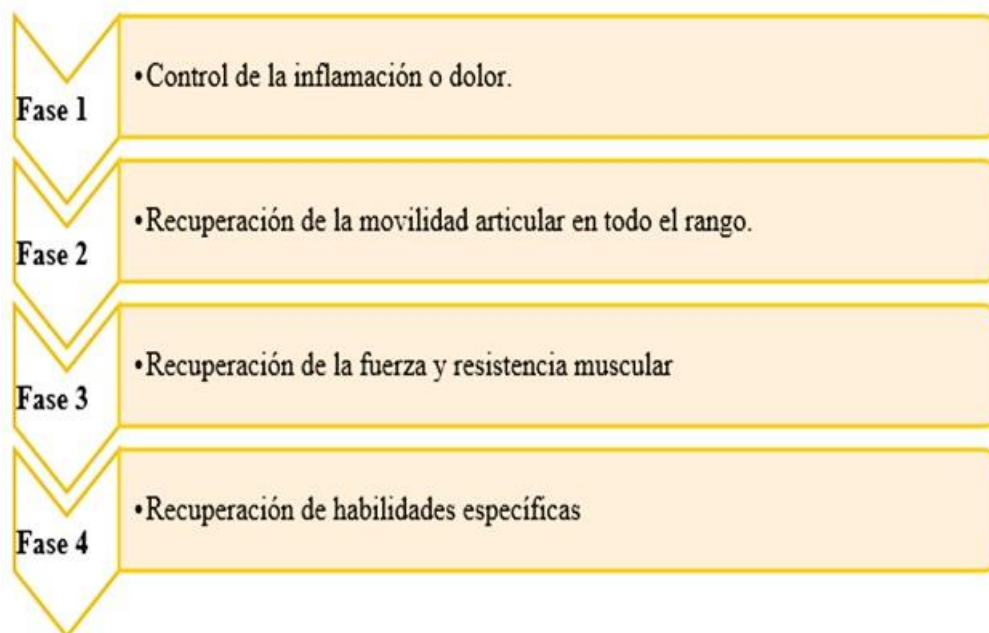 Fase 1
•Control de la inflamación o dolor.
Fase 2
•Recuperación de la movilidad articular en todo el rango.
Fase 3
•Recuperación de la fuerza y resistencia muscular
Fase 4
•Recuperación de habilidades específicas